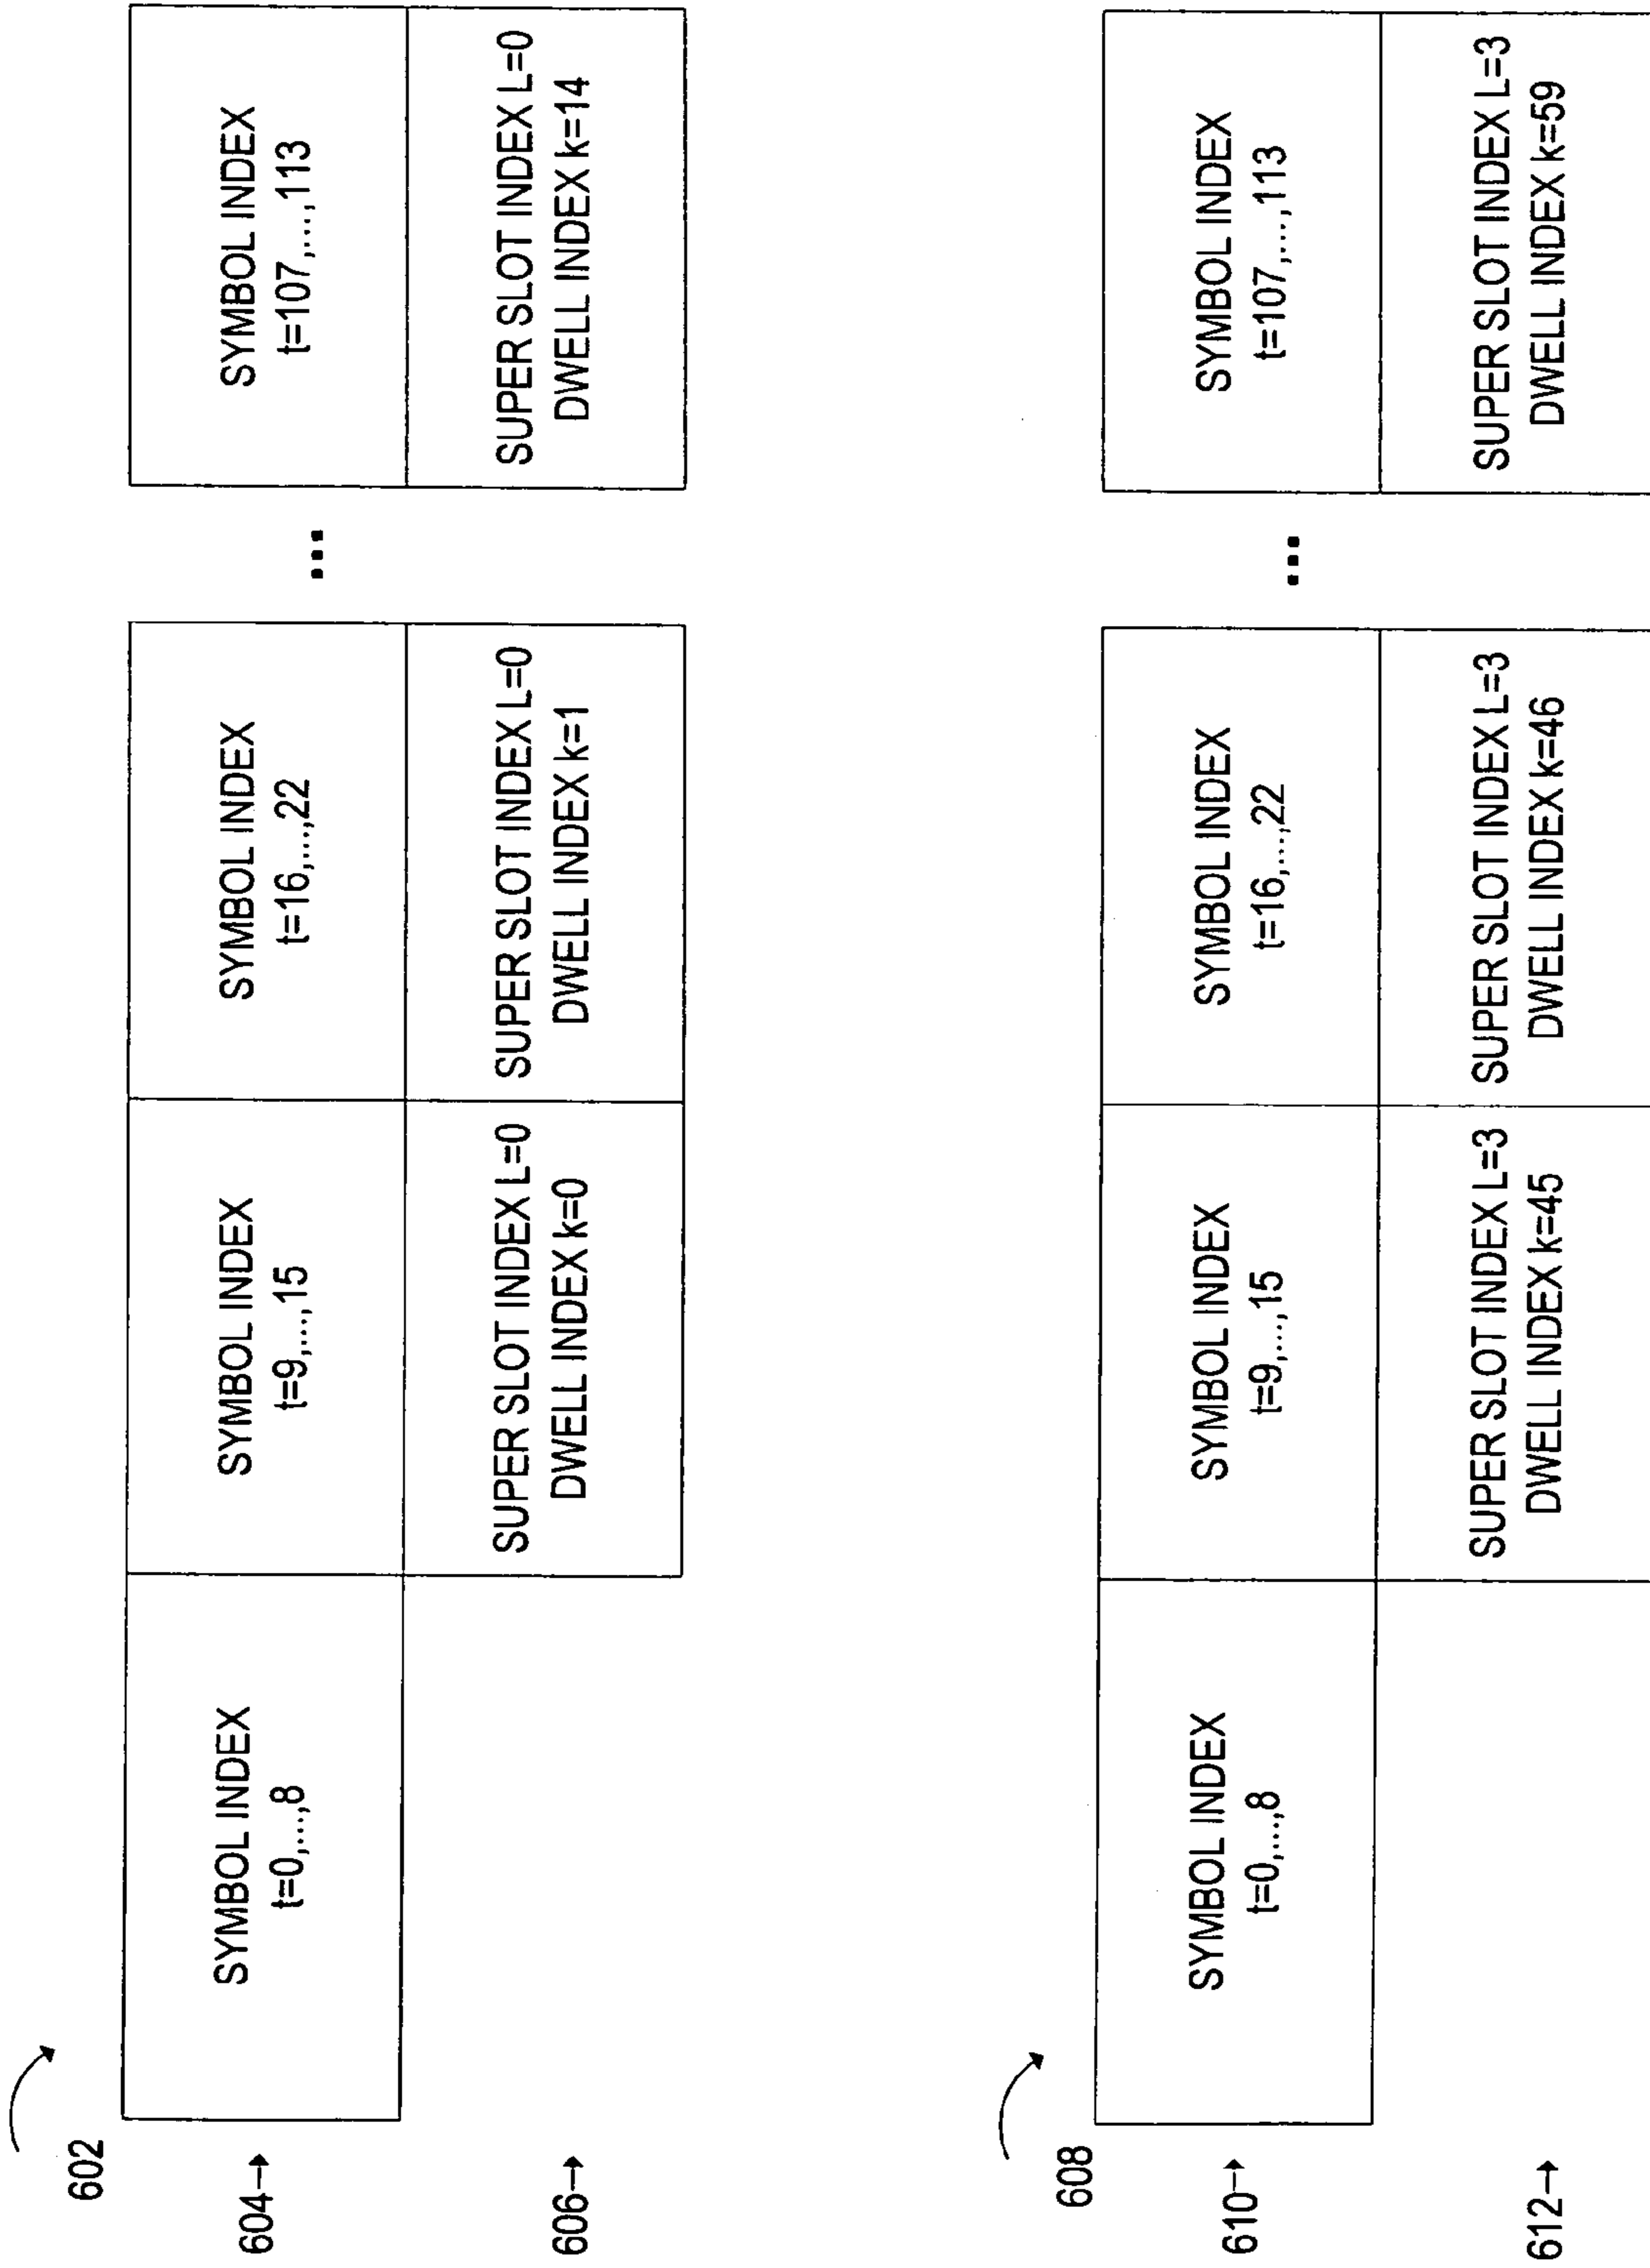 602
604→
SYMBOL INDEX
t=0,...,8
SYMBOL INDEX
t=9,...,15
SYMBOL INDEX
t=16,...,22
...
SYMBOL INDEX
t=107,...,113
606→
SUPER SLOT INDEX L=0
DWELL INDEX k=0
SUPER SLOT INDEX L=0
DWELL INDEX k=1
SUPER SLOT INDEX L=0
DWELL INDEX k=14
608
610→
SYMBOL INDEX
t=0,...,8
SYMBOL INDEX
t=9,...,15
SYMBOL INDEX
t=16,...,22
...
SYMBOL INDEX
t=107,...,113
612→
SUPER SLOT INDEX L=3
DWELL INDEX k=45
SUPER SLOT INDEX L=3
DWELL INDEX k=46
SUPER SLOT INDEX L=3
DWELL INDEX k=59